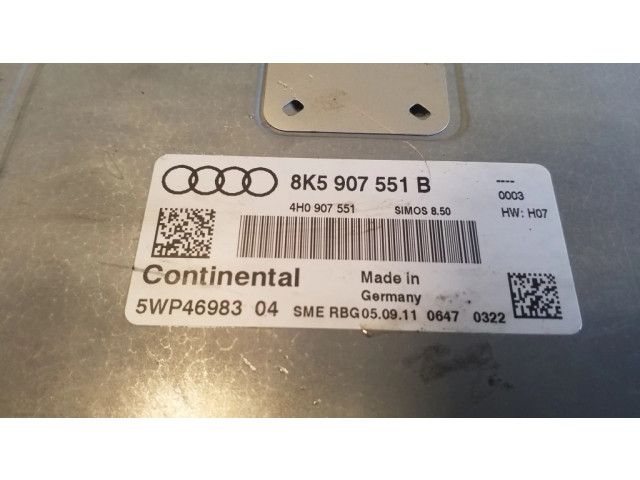 8K5 907 551 B
----
0003
4H0 907 551 SIMOS 8.50 HW: H07
Continental Made in
Germany
5WP46983 04 SME RBG05.09.11 0647 0322